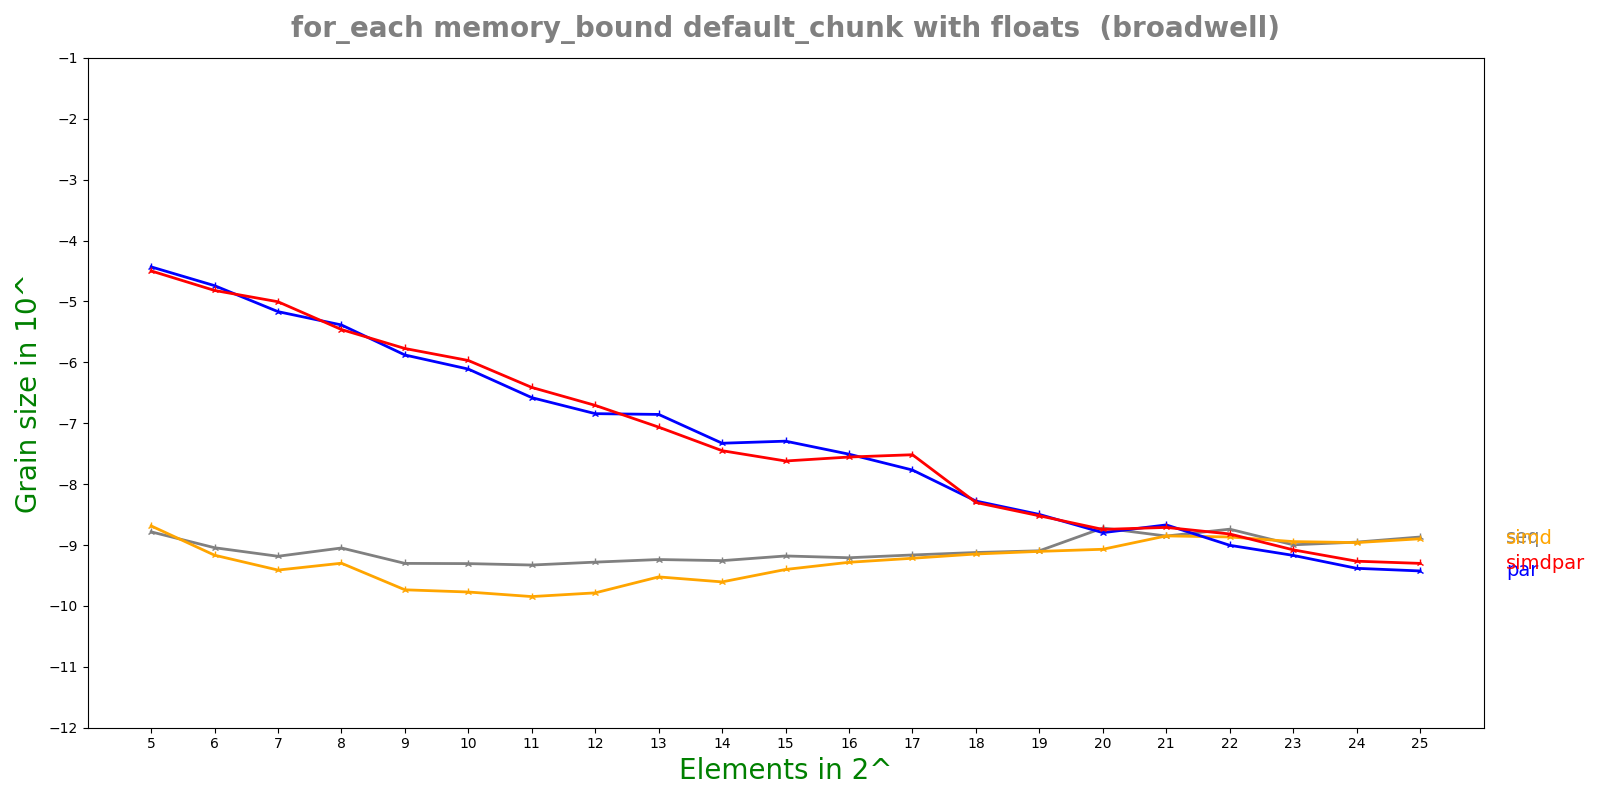 for_each memory_bound default_chunk with floats (broadwell)
−1
−2
−3
−4
−5
−6
−7
−8
−9
−10
−11
−12
Grain size in 10^
5 6 7 8 9 10 11 12 13 14 15 16 17 18 19 20 21 22 23 24 25
Elements in 2^
seq
simd
simdpar
par